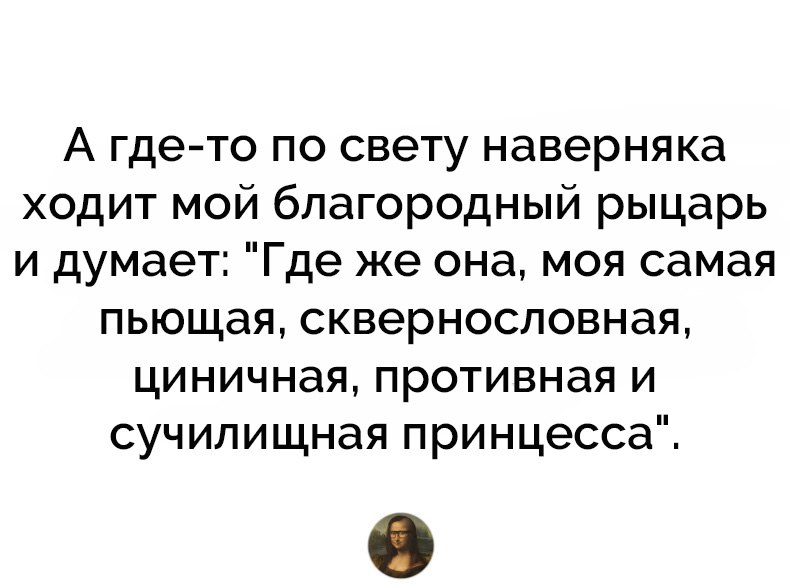 А где-то по свету наверняка
ходит мой благородный рыцарь
и думает: "Где же она, моя самая
пьющая, сквернословная,
циничная, противная и
сучилищная принцесса".